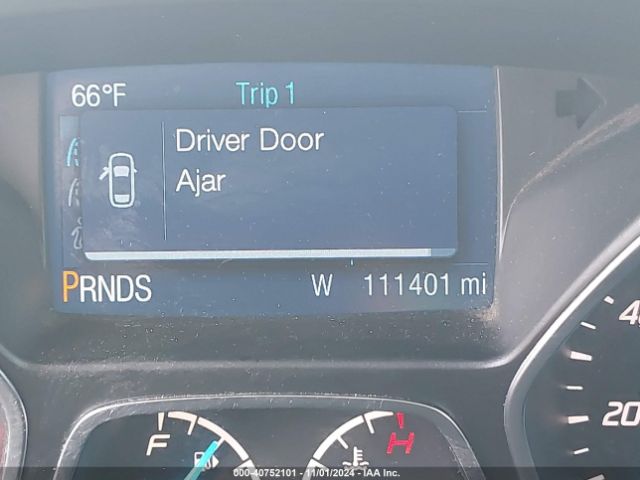 66°F Trip 1
Driver Door
Ajar
PRNDS W 111401 mi
40
20
F H
000-40752101 - 11/01/2024 - IAA Inc.